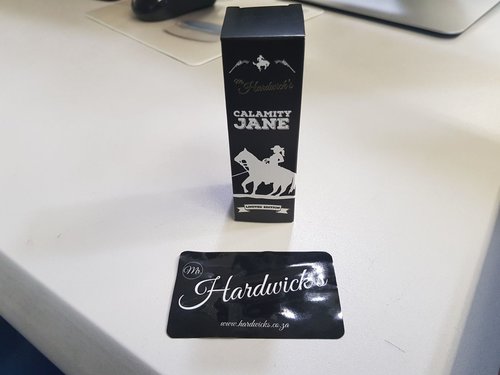 Mr
Hardwick's
CALAMITY
JANE
LIMITED EDITION
Mr.
Hardwick's
www.hardwicks.co.za